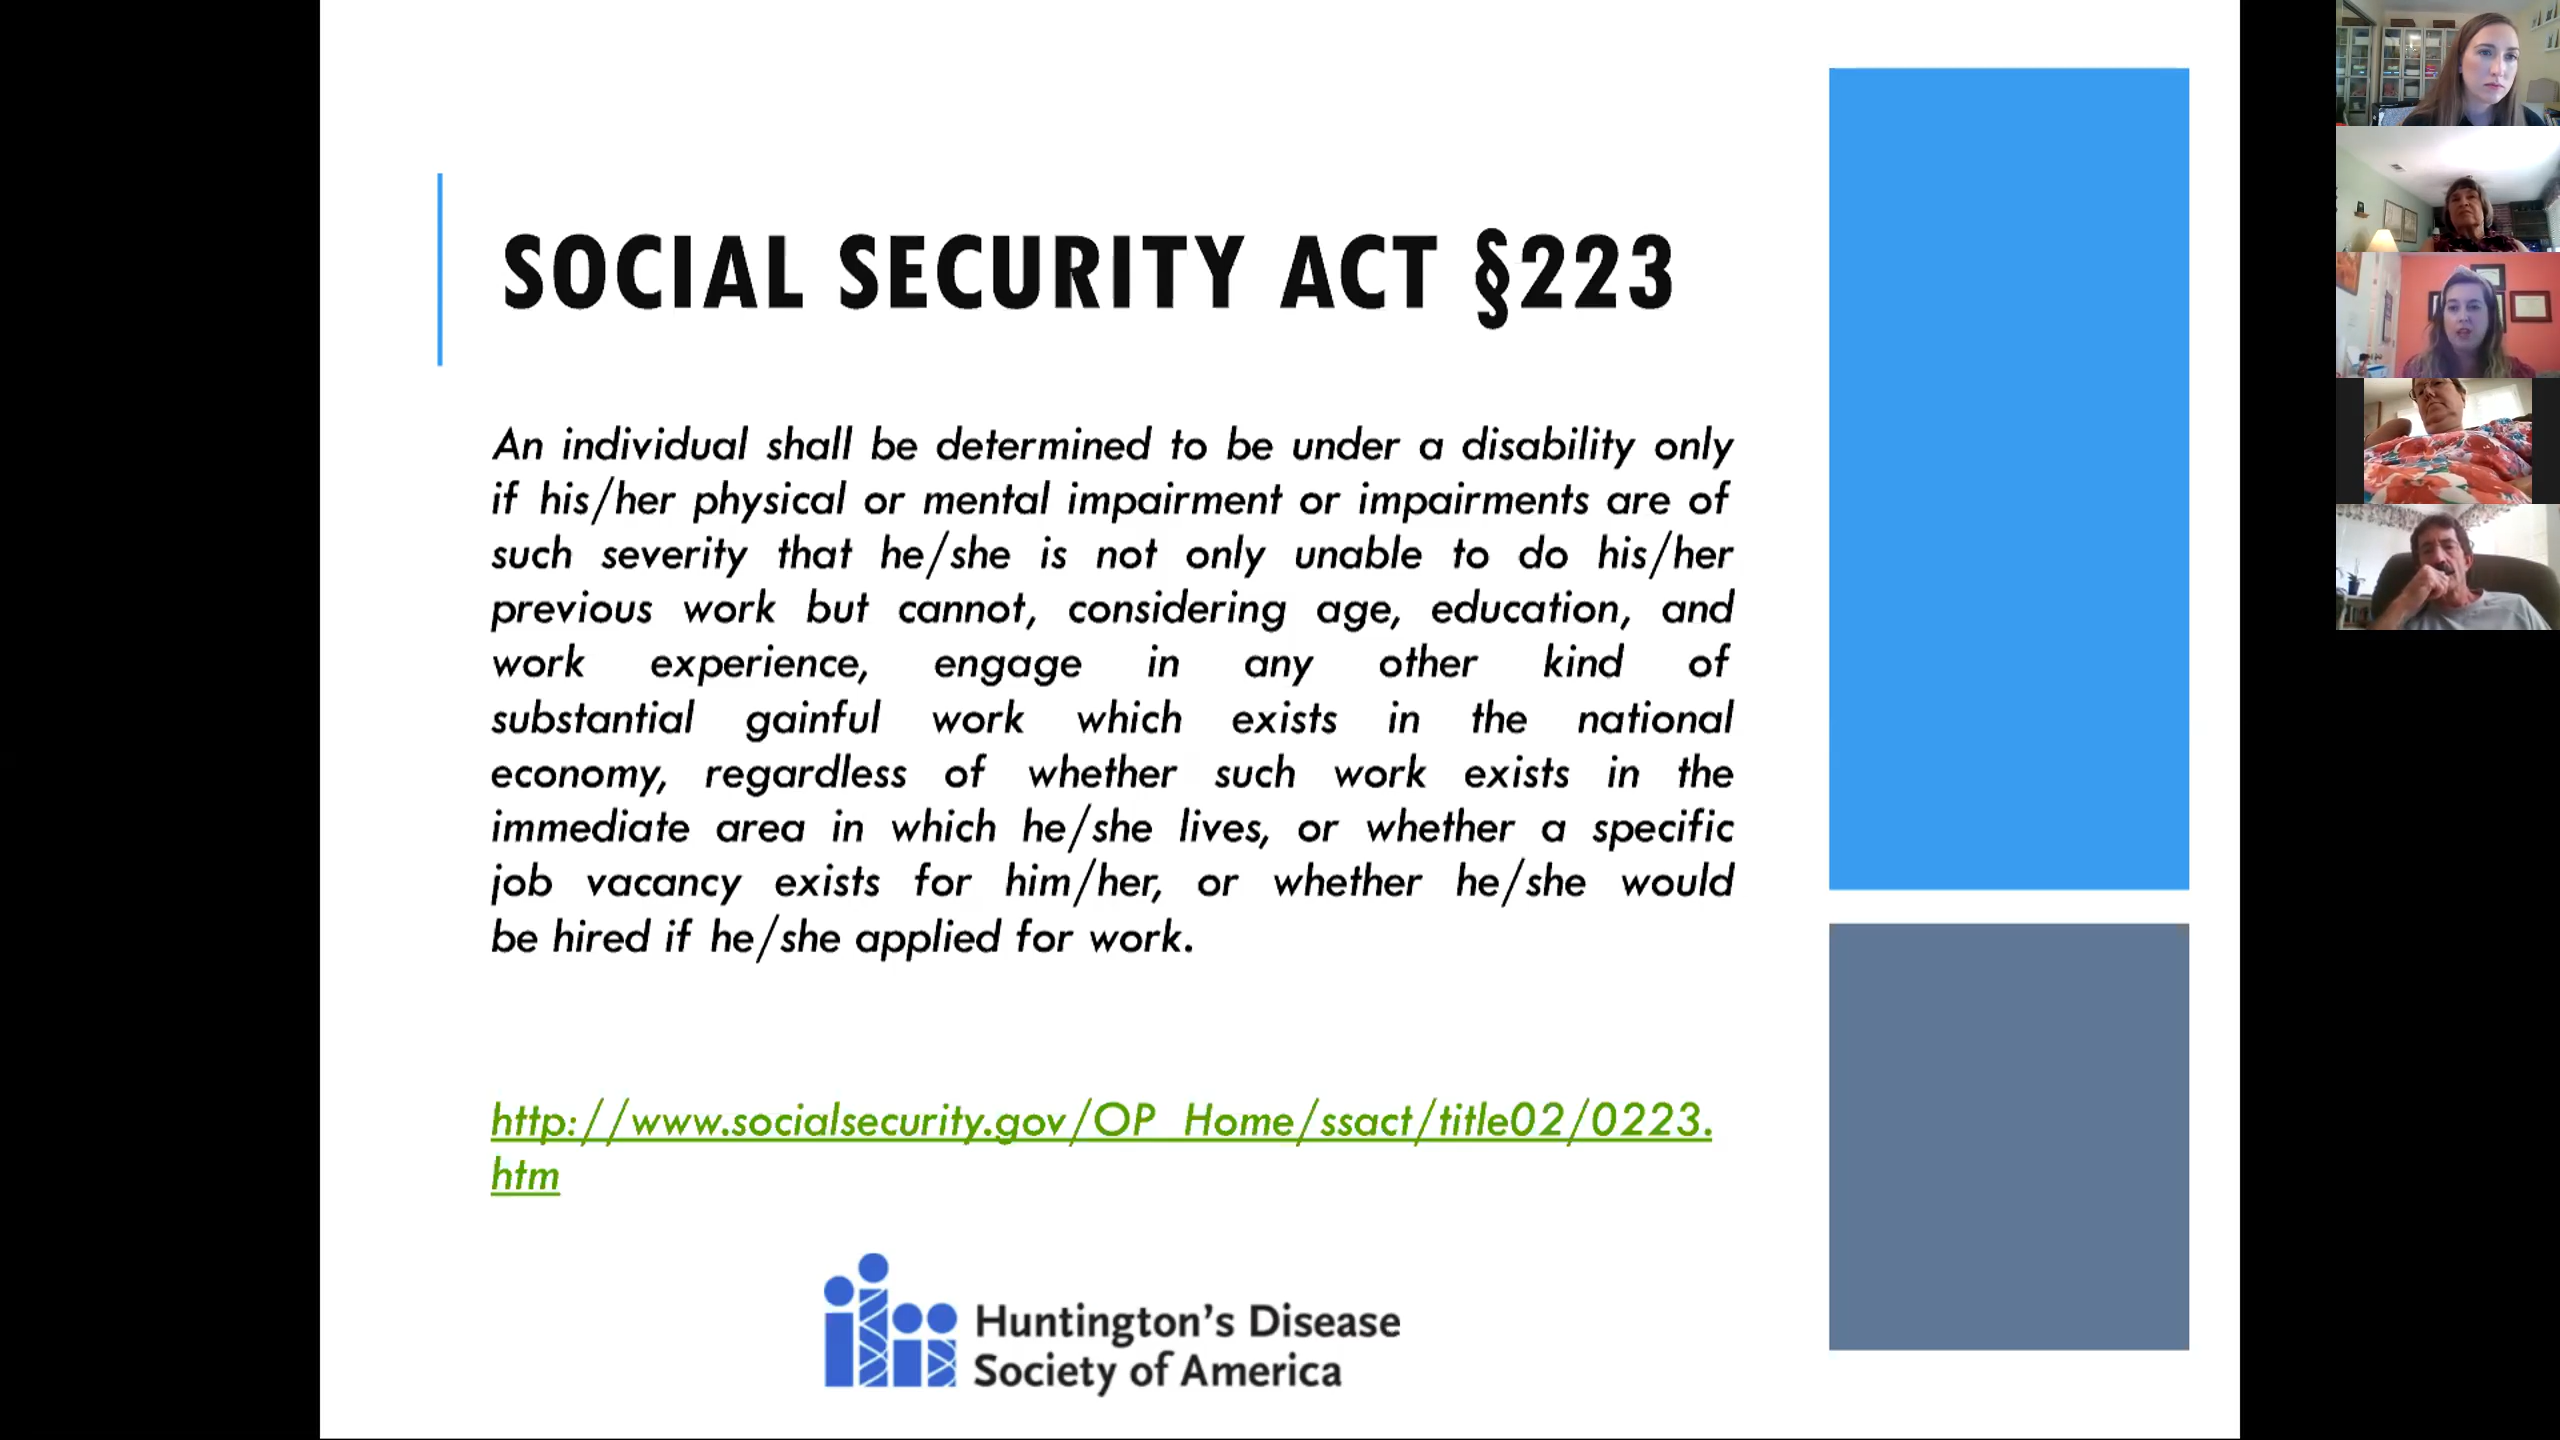 SOCIAL SECURITY ACT §223
An individual shall be determined to be under a disability only
if his/her physical or mental impairment or impairments are of
such severity that he/she is not only unable to do his/her
previous work but cannot, considering age, education, and
work experience, engage in any other kind of
substantial gainful work which exists in the national
economy, regardless of whether such work exists in the
immediate area in which he/she lives, or whether a specific
job vacancy exists for him/her, or whether he/she would
be hired if he/she applied for work.
http://www.socialsecurity.gov/OP_Home/ssact/title02/0223.
htm
Huntington's Disease
Society of America